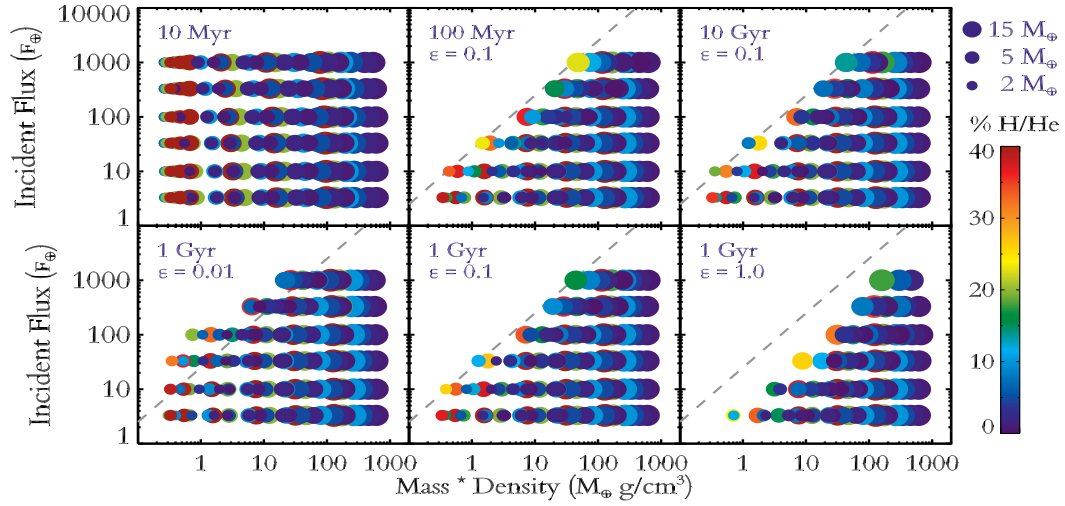 10000
1000
100
10
1
Incident Flux (F⊕)
10 Myr
100 Myr
ε = 0.1
10 Gyr
ε = 0.1
15 M⊕
5 M⊕
2 M⊕
% H/He
40
30
20
10
0
1000
100
10
1
Incident Flux (F⊕)
1 Gyr
ε = 0.01
1 Gyr
ε = 0.1
1 Gyr
ε = 1.0
1 10 100 1000
1 10 100 1000
1 10 100 1000
Mass * Density (M⊕ g/cm³)